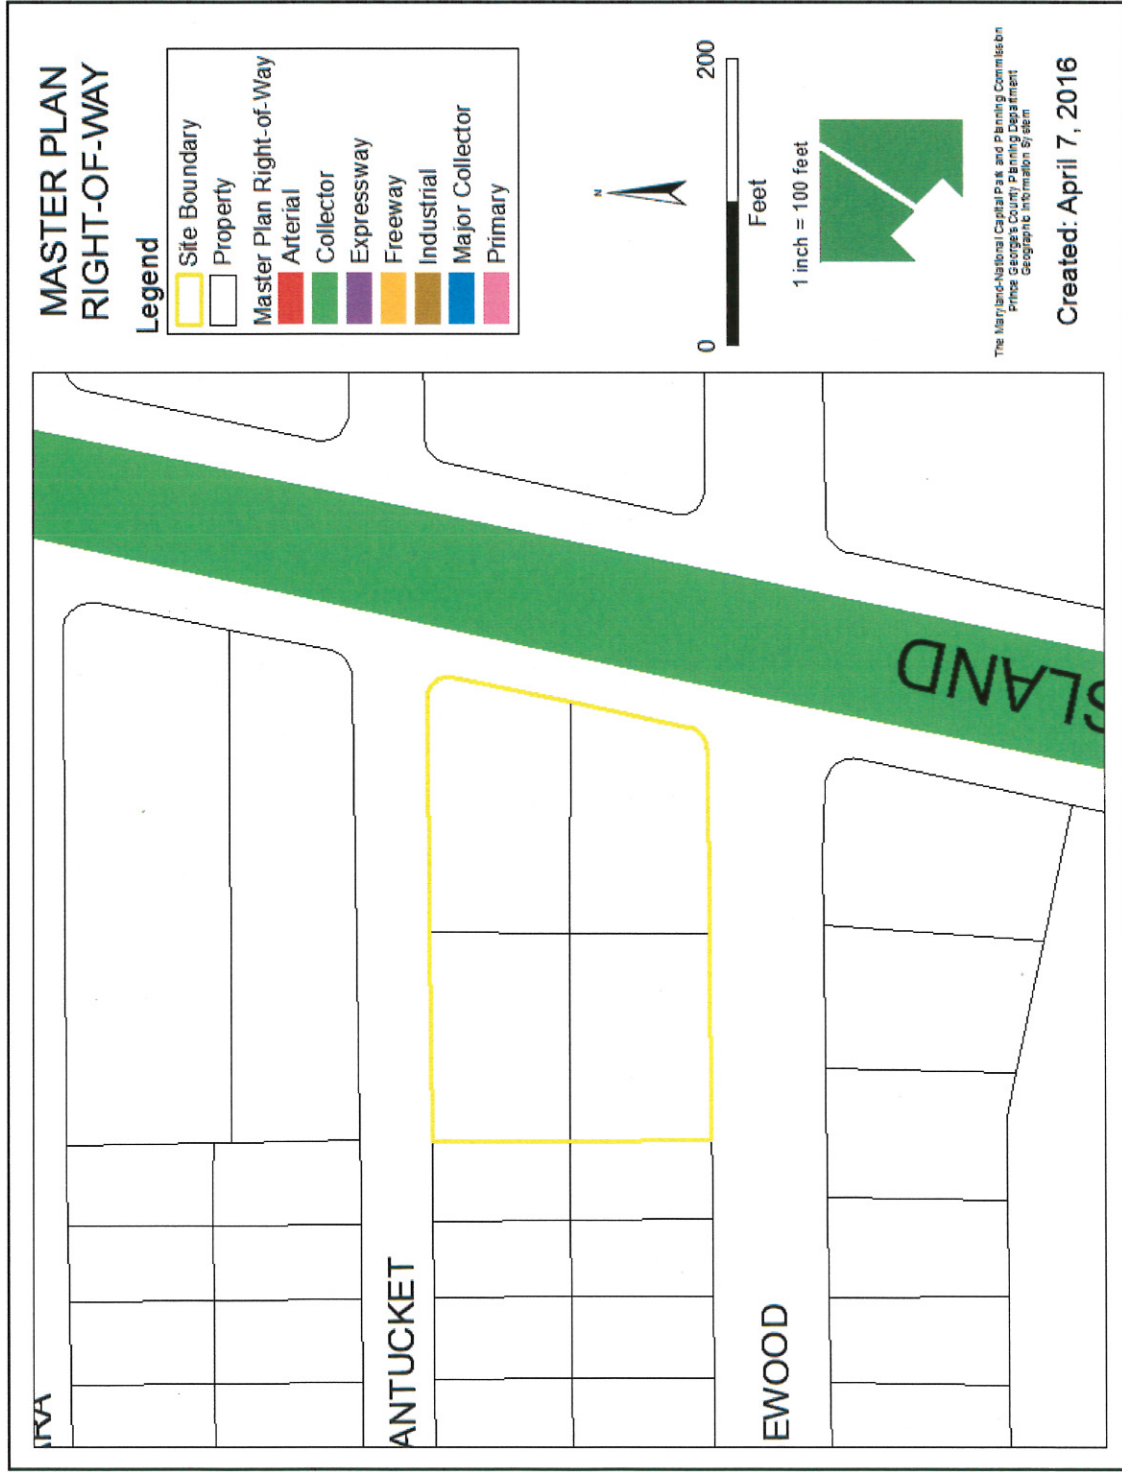 MASTER PLAN
RIGHT-OF-WAY
Legend
Site Boundary
Property
Master Plan Right-of-Way
Arterial
Collector
Expressway
Freeway
Industrial
Major Collector
Primary
N
0 200
Feet
1 inch = 100 feet
The Maryland-National Capital Park and Planning Commission
Prince George's County Planning Department
Geographic Information System
Created: April 7, 2016
ARA
ANTUCKET
EWOOD
SLAND